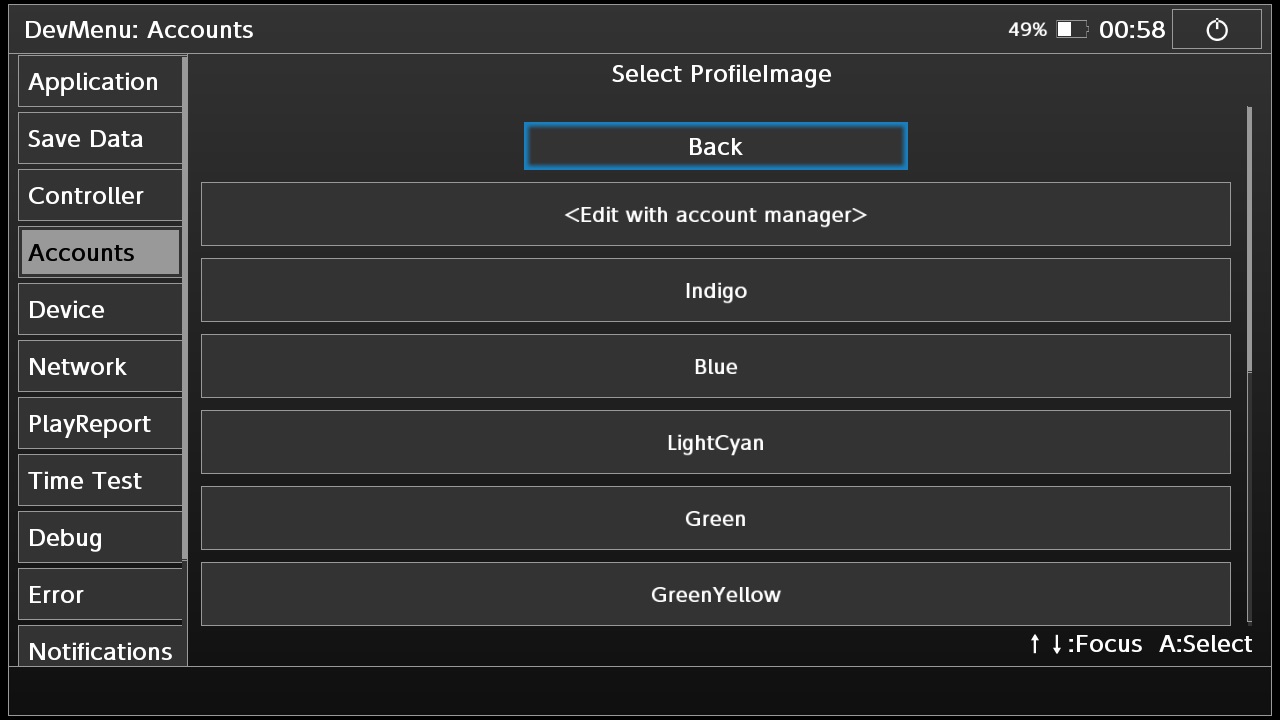 DevMenu: Accounts
49%
00:58
Application
Save Data
Controller
Accounts
Device
Network
PlayReport
Time Test
Debug
Error
Notifications
Select ProfileImage
Back
<Edit with account manager>
Indigo
Blue
LightCyan
Green
GreenYellow
↑ ↓:Focus A:Select